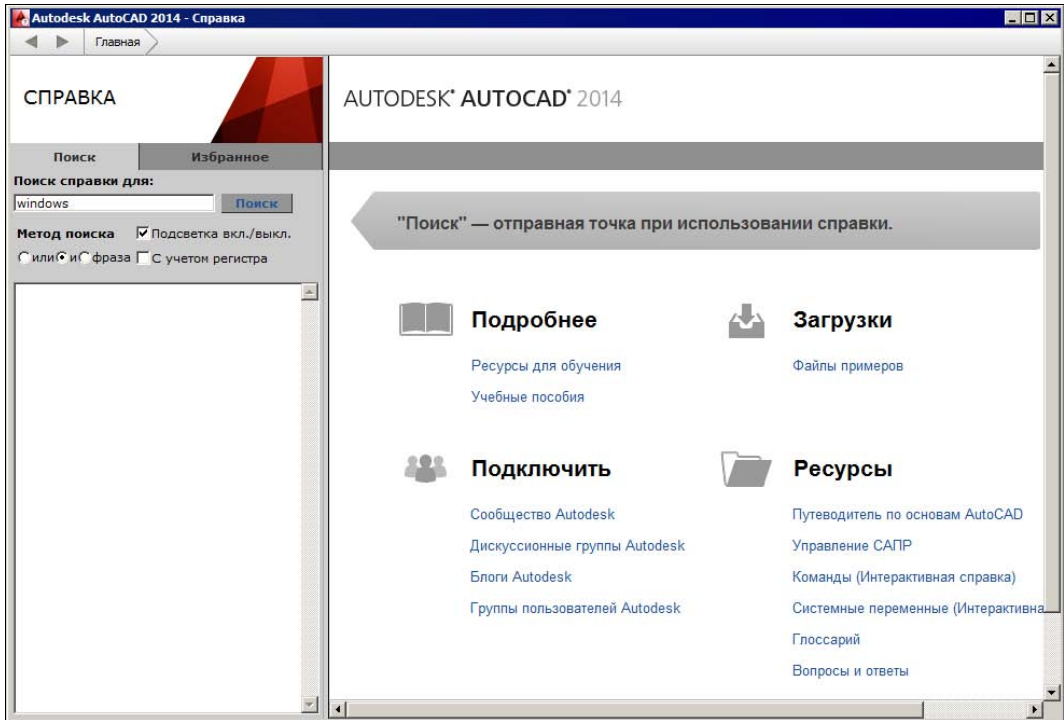 Autodesk AutoCAD 2014 - Справка
Главная
СПРАВКА
Поиск
Избранное
Поиск справки для:
windows
Поиск
Метод поиска
Подсветка вкл./выкл.
или и фраза С учетом регистра
AUTODESK® AUTOCAD® 2014
"Поиск" — отправная точка при использовании справки.
Подробнее
Ресурсы для обучения
Учебные пособия
Загрузки
Файлы примеров
Подключить
Сообщество Autodesk
Дискуссионные группы Autodesk
Блоги Autodesk
Группы пользователей Autodesk
Ресурсы
Путеводитель по основам AutoCAD
Управление САПР
Команды (Интерактивная справка)
Системные переменные (Интерактивна
Глоссарий
Вопросы и ответы